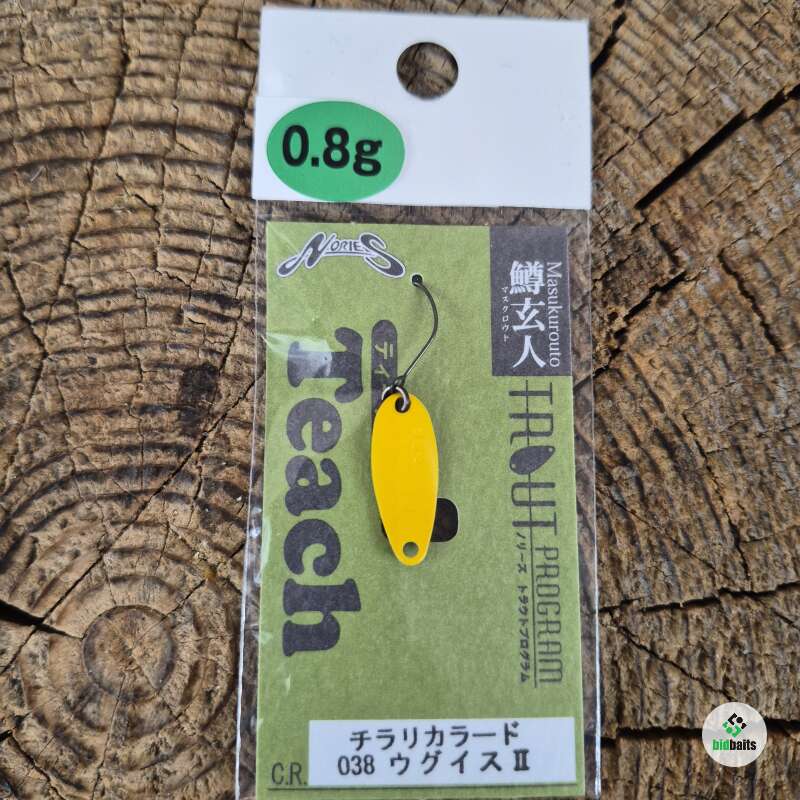 0.8g
NORIES
Masukurouto
鱒玄人
マスクロウト
ティ
Teach
TROUT PROGRAM
ノリーズ トラウトプログラム
チラリカラード
C.R. 038 ウグイスⅡ
bidbaits